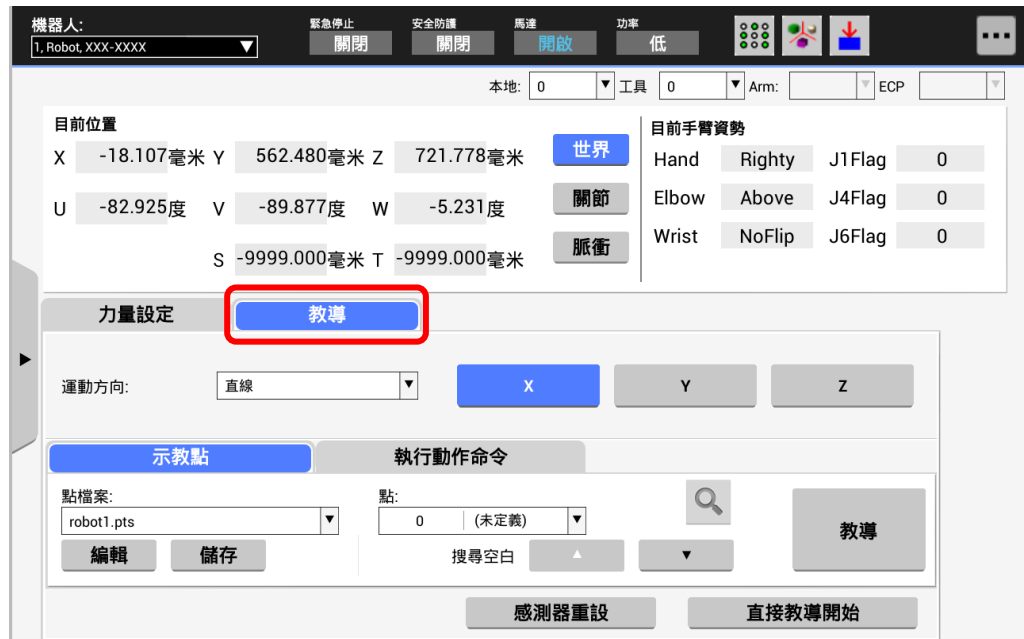 機器人: 緊急停止 安全防護 馬達 功率
1, Robot, XXX-XXXX 關閉 關閉 開啟 低
本地: 0 工具 0 Arm: ECP
目前位置 目前手臂資勢
X -18.107毫米 Y 562.480毫米 Z 721.778毫米 世界 Hand Righty J1Flag 0
U -82.925度 V -89.877度 W -5.231度 關節 Elbow Above J4Flag 0
S -9999.000毫米 T -9999.000毫米 脈衝 Wrist NoFlip J6Flag 0
力量設定 教導
運動方向: 直線 X Y Z
示教點 執行動作命令
點檔案: 點:
robot1.pts 0 (未定義) 教導
編輯 儲存 搜尋空白
感測器重設 直接教導開始